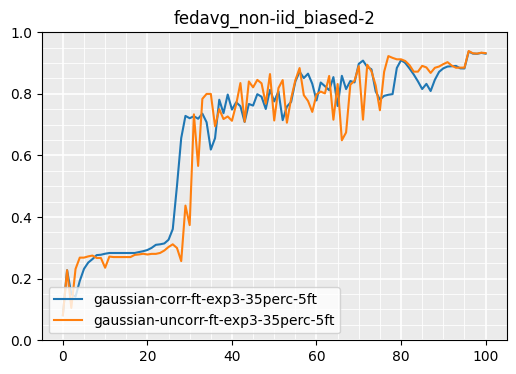 fedavg_non-iid_biased-2
1.0
0.8
0.6
0.4
0.2
0.0
gaussian-corr-ft-exp3-35perc-5ft
gaussian-uncorr-ft-exp3-35perc-5ft
0 20 40 60 80 100